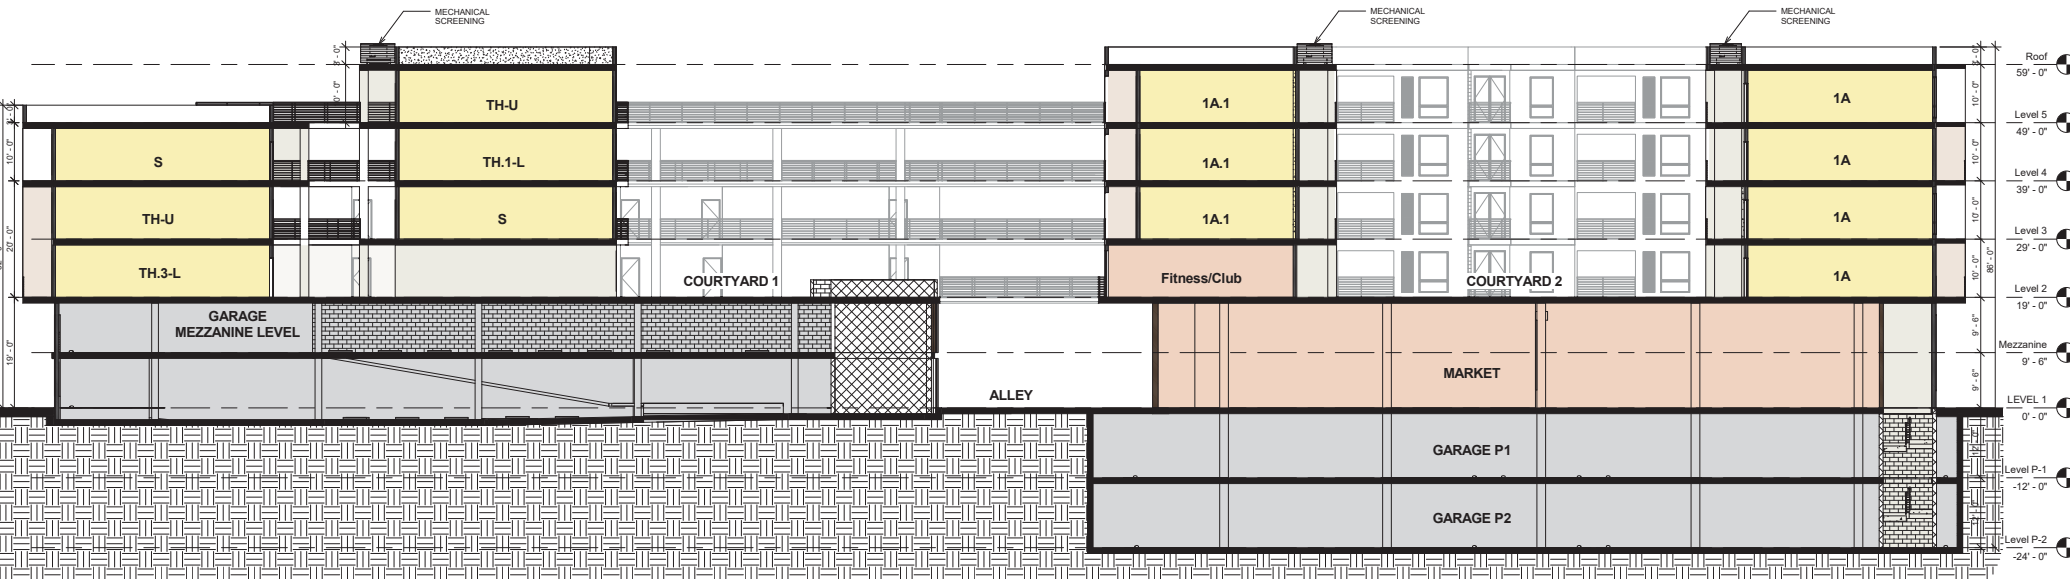 MECHANICAL
SCREENING
MECHANICAL
SCREENING
MECHANICAL
SCREENING
Roof
59' - 0"
TH-U
1A.1
1A
10' - 0"
Level 5
49' - 0"
S
TH.1-L
1A.1
1A
10' - 0"
10' - 0"
Level 4
39' - 0"
TH-U
S
1A.1
1A
20' - 0"
10' - 0"
Level 3
29' - 0"
TH.3-L
COURTYARD 1
Fitness/Club
COURTYARD 2
1A
10' - 0"
86' - 0"
Level 2
19' - 0"
GARAGE
MEZZANINE LEVEL
19' - 0"
9' - 6"
Mezzanine
9' - 6"
ALLEY
MARKET
9' - 6"
LEVEL 1
0' - 0"
GARAGE P1
Level P-1
-12' - 0"
GARAGE P2
Level P-2
-24' - 0"